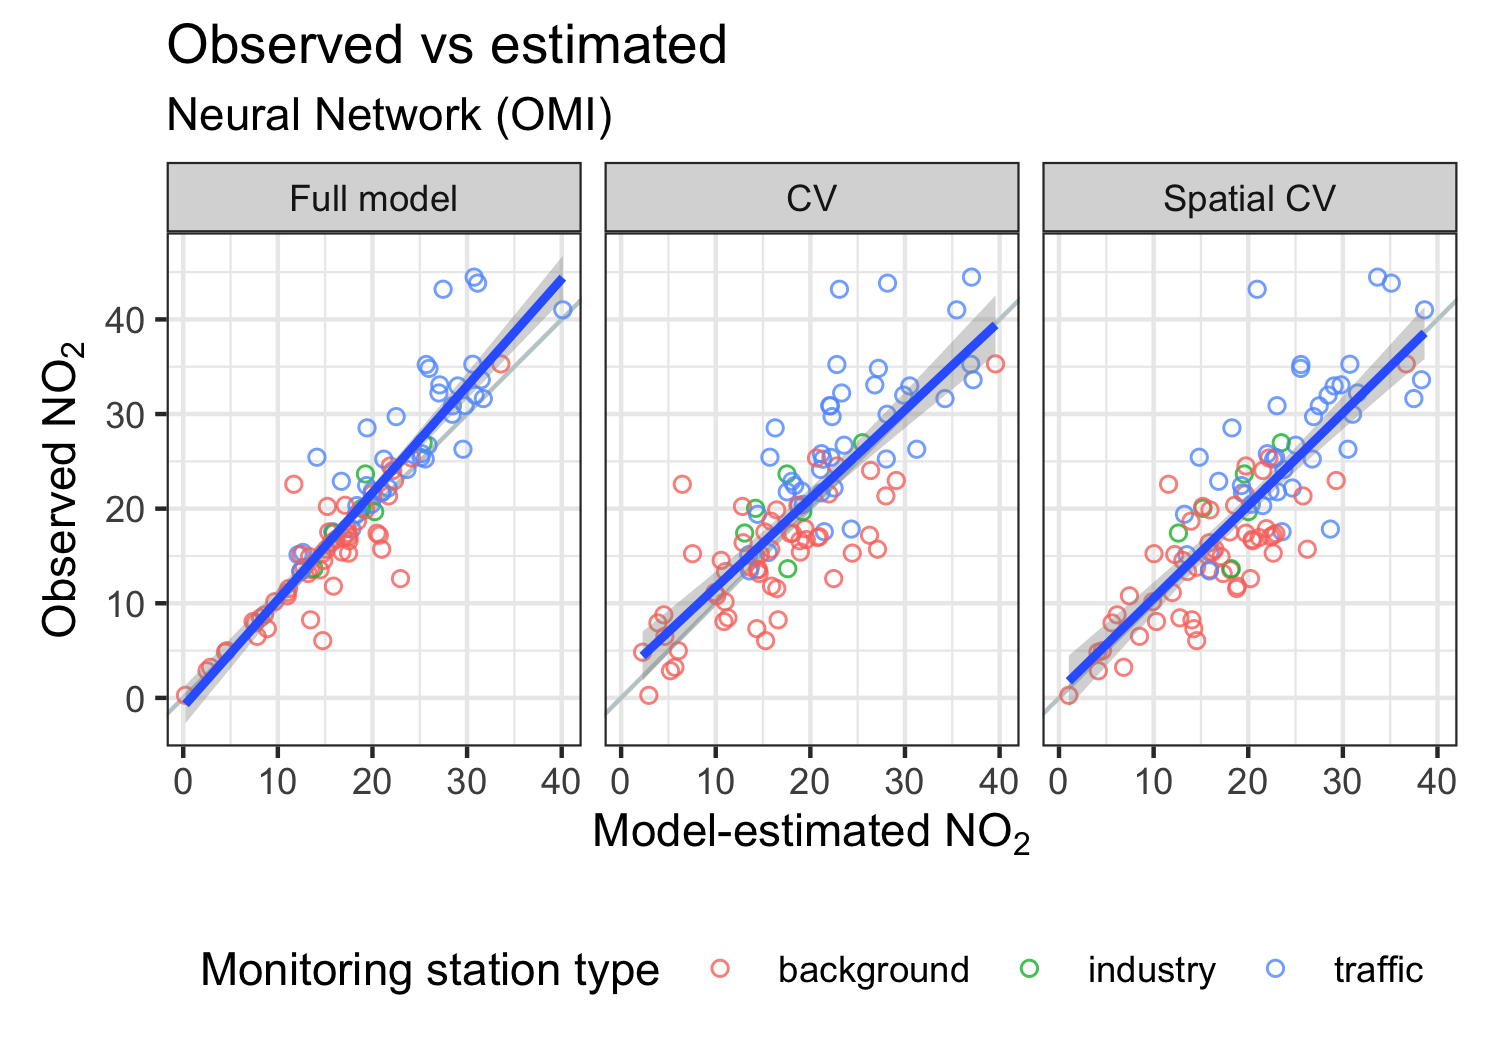 Observed vs estimated
Neural Network (OMI)
Full model CV Spatial CV
Observed NO₂
40
30
20
10
0
0 10 20 30 40 0 10 20 30 40 0 10 20 30 40
Model-estimated NO₂
Monitoring station type background industry traffic